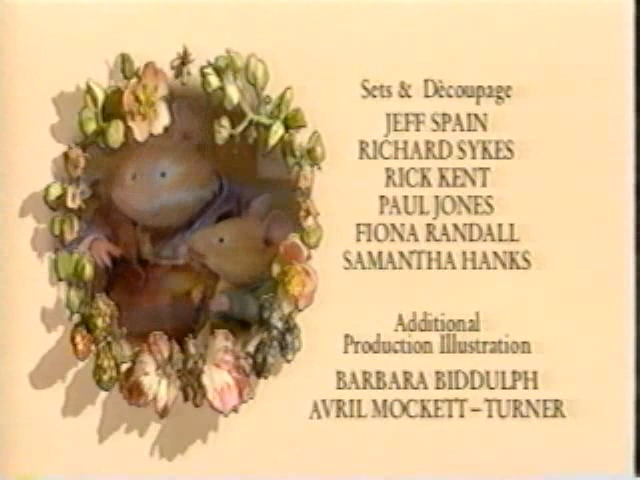 Sets & Dècoupage
JEFF SPAIN
RICHARD SYKES
RICK KENT
PAUL JONES
FIONA RANDALL
SAMANTHA HANKS
Additional
Production Illustration
BARBARA BIDDULPH
AVRIL MOCKETT-TURNER